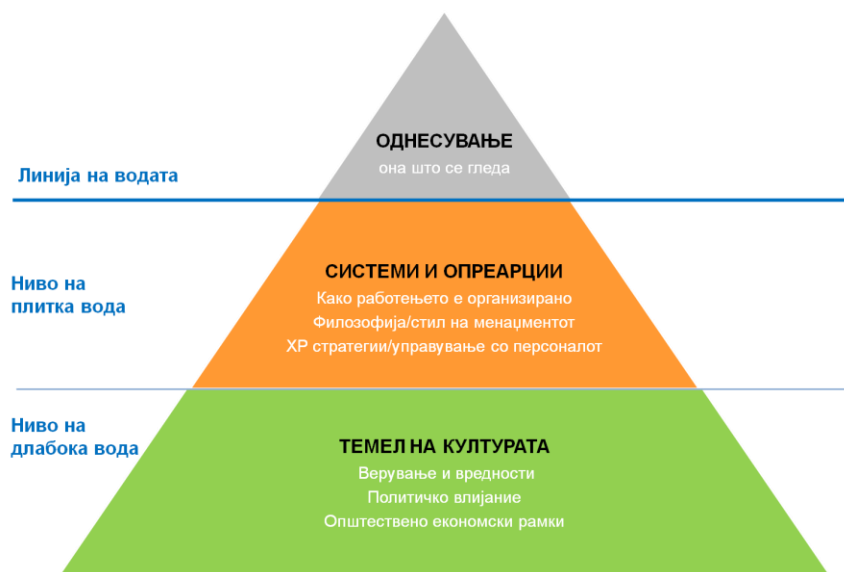 ОДНЕСУВАЊЕ
она што се гледа
Линија на водата
СИСТЕМИ И ОПРЕАРЦИИ
Како работењето е организирано
Филозофија/стил на менаџментот
ХР стратегии/управување со персоналот
Ниво на
плитка вода
Ниво на
длабока вода
ТЕМЕЛ НА КУЛТУРАТА
Верување и вредности
Политичко влијание
Општествено економски рамки